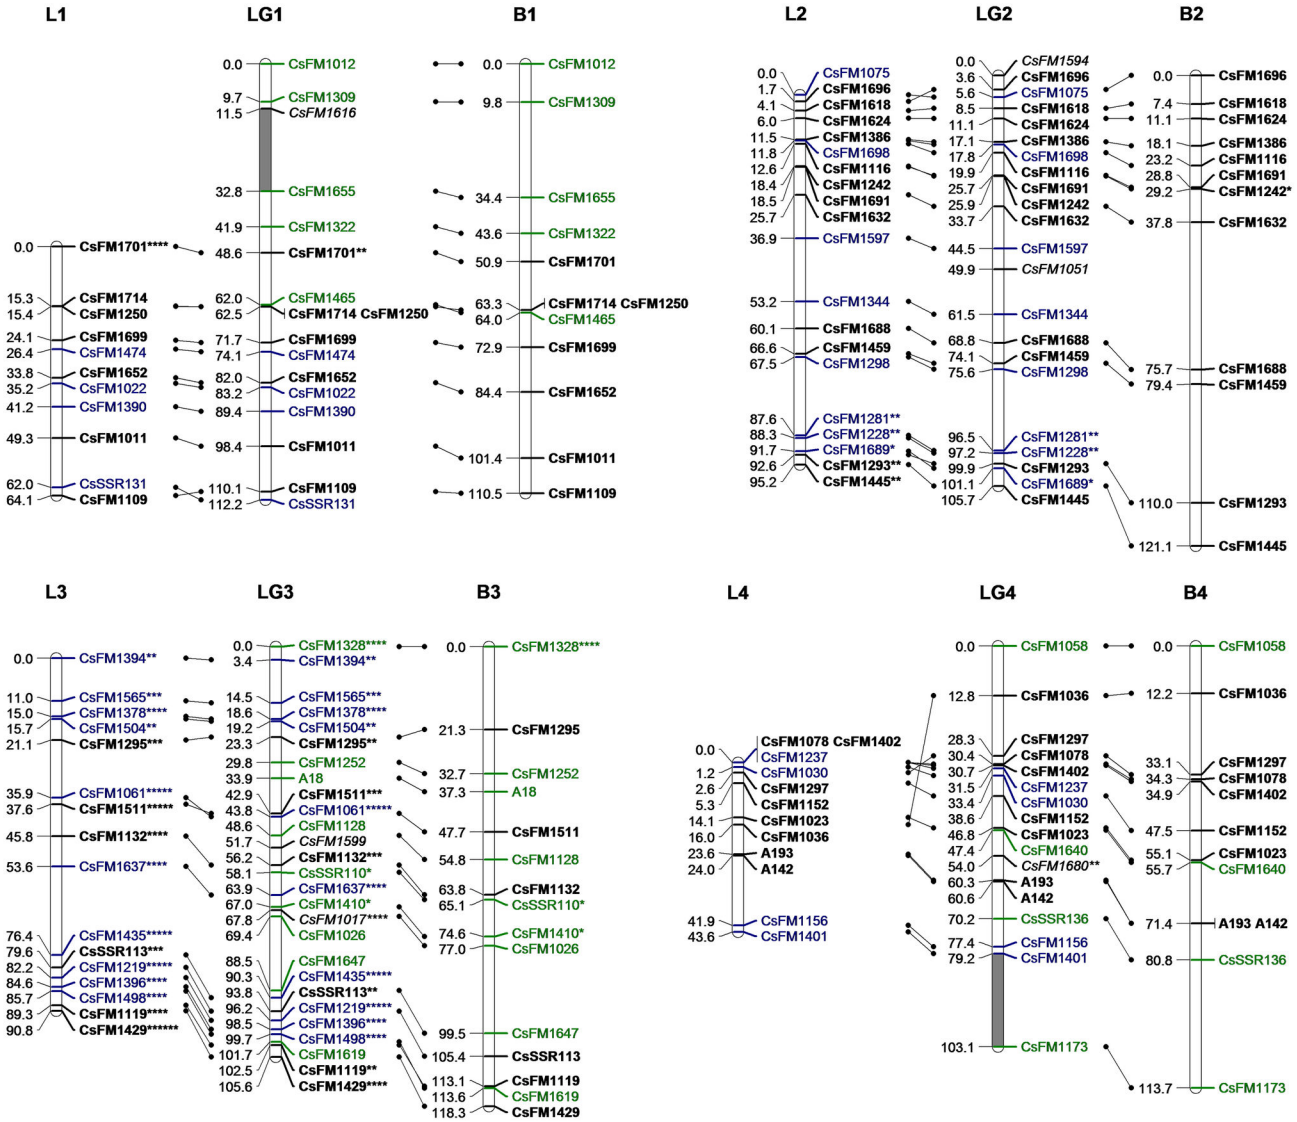 L1
0.0 CsFM1701****
15.3 CsFM1714
15.4 CsFM1250
24.1 CsFM1699
26.4 CsFM1474
33.8 CsFM1652
35.2 CsFM1022
41.2 CsFM1390
49.3 CsFM1011
62.0 CsSSR131
64.1 CsFM1109
LG1
0.0 CsFM1012
9.7 CsFM1309
11.5 CsFM1616
32.8 CsFM1655
41.9 CsFM1322
48.6 CsFM1701**
62.0 CsFM1465
62.5 CsFM1714 CsFM1250
71.7 CsFM1699
74.1 CsFM1474
82.0 CsFM1652
83.2 CsFM1022
89.4 CsFM1390
98.4 CsFM1011
110.1 CsFM1109
112.2 CsSSR131
B1
0.0 CsFM1012
9.8 CsFM1309
34.4 CsFM1655
43.6 CsFM1322
50.9 CsFM1701
63.3 CsFM1714 CsFM1250
64.0 CsFM1465
72.9 CsFM1699
84.4 CsFM1652
101.4 CsFM1011
110.5 CsFM1109
L2
0.0 CsFM1075
1.7 CsFM1696
4.1 CsFM1618
6.0 CsFM1624
11.5 CsFM1386
11.8 CsFM1698
12.6 CsFM1116
18.4 CsFM1242
18.5 CsFM1691
25.7 CsFM1632
36.9 CsFM1597
53.2 CsFM1344
60.1 CsFM1688
66.6 CsFM1459
67.5 CsFM1298
87.6 CsFM1281**
88.3 CsFM1228**
91.7 CsFM1689*
92.6 CsFM1293**
95.2 CsFM1445**
LG2
0.0 CsFM1594
3.6 CsFM1696
5.6 CsFM1075
8.5 CsFM1618
11.1 CsFM1624
17.1 CsFM1386
17.8 CsFM1698
19.9 CsFM1116
25.7 CsFM1691
25.9 CsFM1242
33.7 CsFM1632
44.5 CsFM1597
49.9 CsFM1051
61.5 CsFM1344
68.8 CsFM1688
74.1 CsFM1459
75.6 CsFM1298
96.5 CsFM1281**
97.2 CsFM1228**
99.9 CsFM1293
101.1 CsFM1689*
105.7 CsFM1445
B2
0.0 CsFM1696
7.4 CsFM1618
11.1 CsFM1624
18.1 CsFM1386
23.2 CsFM1116
28.8 CsFM1691
29.2 CsFM1242*
37.8 CsFM1632
75.7 CsFM1688
79.4 CsFM1459
110.0 CsFM1293
121.1 CsFM1445
L3
0.0 CsFM1394**
11.0 CsFM1565***
15.0 CsFM1378****
15.7 CsFM1504**
21.1 CsFM1295***
35.9 CsFM1061*****
37.6 CsFM1511*****
45.8 CsFM1132****
53.6 CsFM1637****
76.4 CsFM1435*****
79.6 CsSSR113***
82.2 CsFM1219*****
84.6 CsFM1396****
85.7 CsFM1498****
89.3 CsFM1119****
90.8 CsFM1429******
LG3
0.0 CsFM1328****
3.4 CsFM1394**
14.5 CsFM1565***
18.6 CsFM1378****
19.2 CsFM1504**
23.3 CsFM1295**
29.8 CsFM1252
33.9 A18
42.9 CsFM1511***
43.8 CsFM1061*****
48.6 CsFM1128
51.7 CsFM1599
56.2 CsFM1132***
58.1 CsSSR110*
63.9 CsFM1637****
67.0 CsFM1410*
67.8 CsFM1017****
69.4 CsFM1026
88.5 CsFM1647
90.3 CsFM1435*****
93.8 CsSSR113**
96.2 CsFM1219*****
98.5 CsFM1396****
99.7 CsFM1498****
101.7 CsFM1619
102.5 CsFM1119**
105.6 CsFM1429****
B3
0.0 CsFM1328****
21.3 CsFM1295
32.7 CsFM1252
37.3 A18
47.7 CsFM1511
54.8 CsFM1128
63.8 CsFM1132
65.1 CsSSR110*
74.6 CsFM1410*
77.0 CsFM1026
99.5 CsFM1647
105.4 CsSSR113
113.1 CsFM1119
113.6 CsFM1619
118.3 CsFM1429
L4
CsFM1078 CsFM1402
0.0 CsFM1237
1.2 CsFM1030
2.6 CsFM1297
5.3 CsFM1152
14.1 CsFM1023
16.0 CsFM1036
23.6 A193
24.0 A142
41.9 CsFM1156
43.6 CsFM1401
LG4
0.0 CsFM1058
12.8 CsFM1036
28.3 CsFM1297
30.4 CsFM1078
30.7 CsFM1402
31.5 CsFM1237
33.4 CsFM1030
38.6 CsFM1152
46.8 CsFM1023
47.4 CsFM1640
54.0 CsFM1680**
60.3 A193
60.6 A142
70.2 CsSSR136
77.4 CsFM1156
79.2 CsFM1401
103.1 CsFM1173
B4
0.0 CsFM1058
12.2 CsFM1036
33.1 CsFM1297
34.3 CsFM1078
34.9 CsFM1402
47.5 CsFM1152
55.1 CsFM1023
55.7 CsFM1640
71.4 A193 A142
80.8 CsSSR136
113.7 CsFM1173